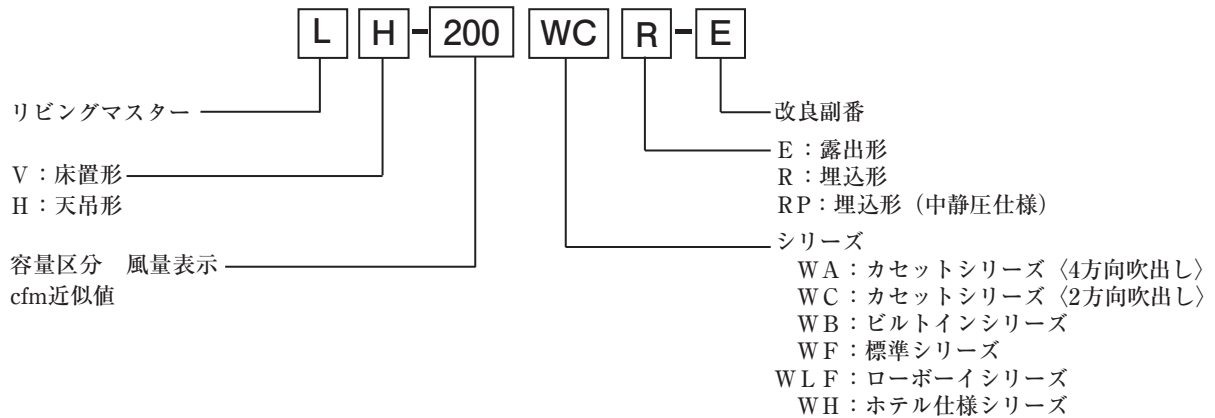 LH-200WCR-E
リビングマスター
V：床置形
H：天吊形
容量区分　風量表示
cfm近似値
改良副番
E：露出形
R：埋込形
RP：埋込形（中静圧仕様）
シリーズ
WA：カセットシリーズ〈4方向吹出し〉
WC：カセットシリーズ〈2方向吹出し〉
WB：ビルトインシリーズ
WF：標準シリーズ
WLF：ローボーイシリーズ
WH：ホテル仕様シリーズ